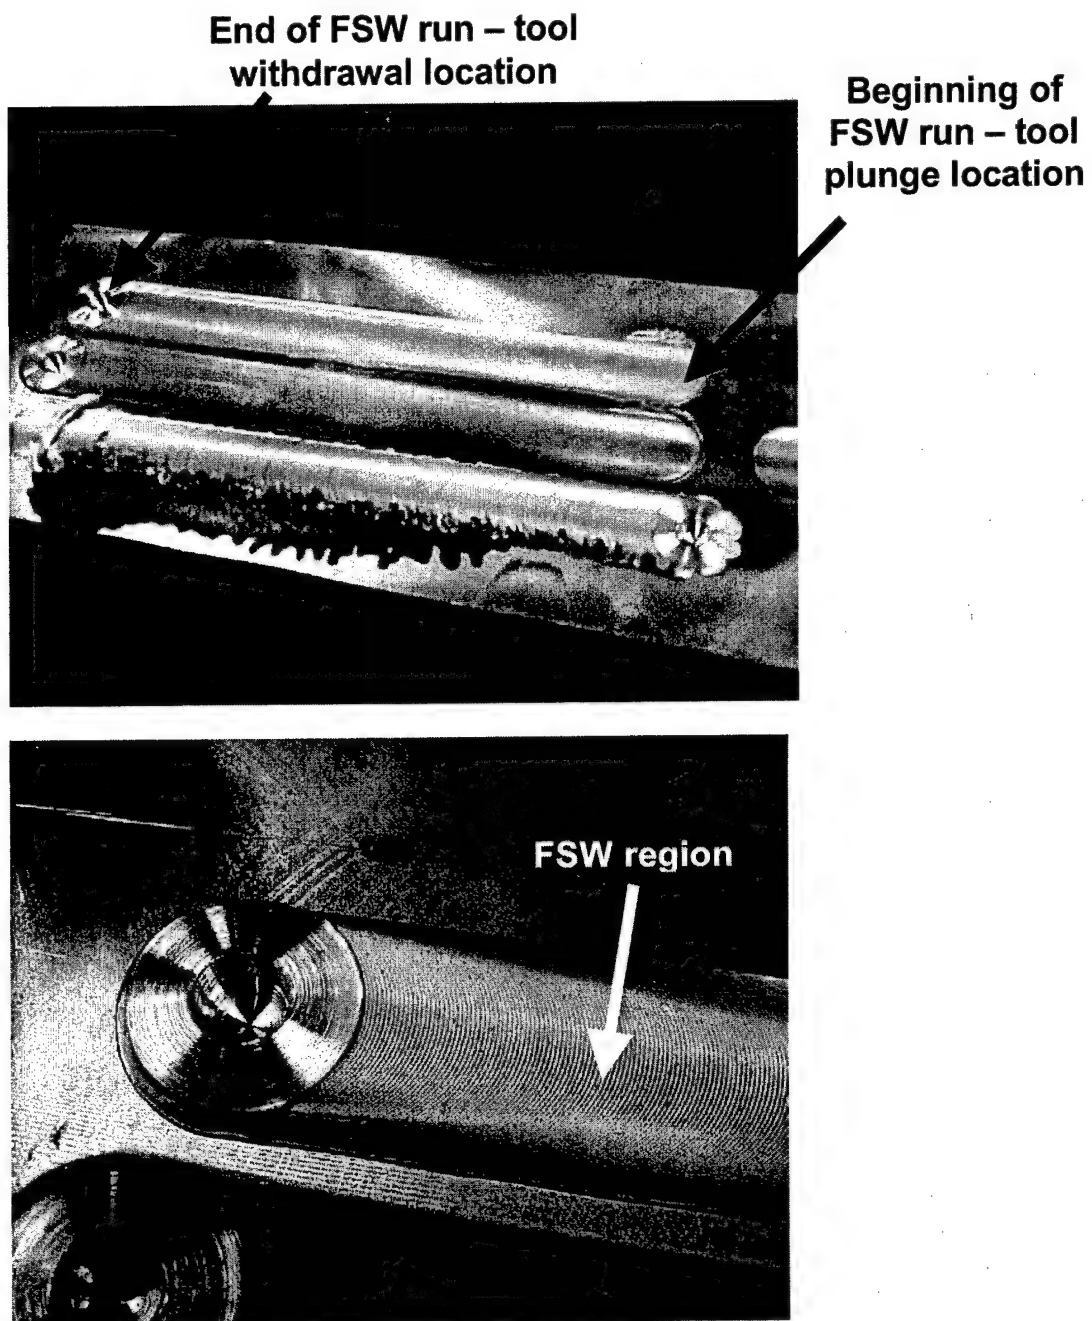 End of FSW run – tool
withdrawal location
Beginning of
FSW run – tool
plunge location
FSW region